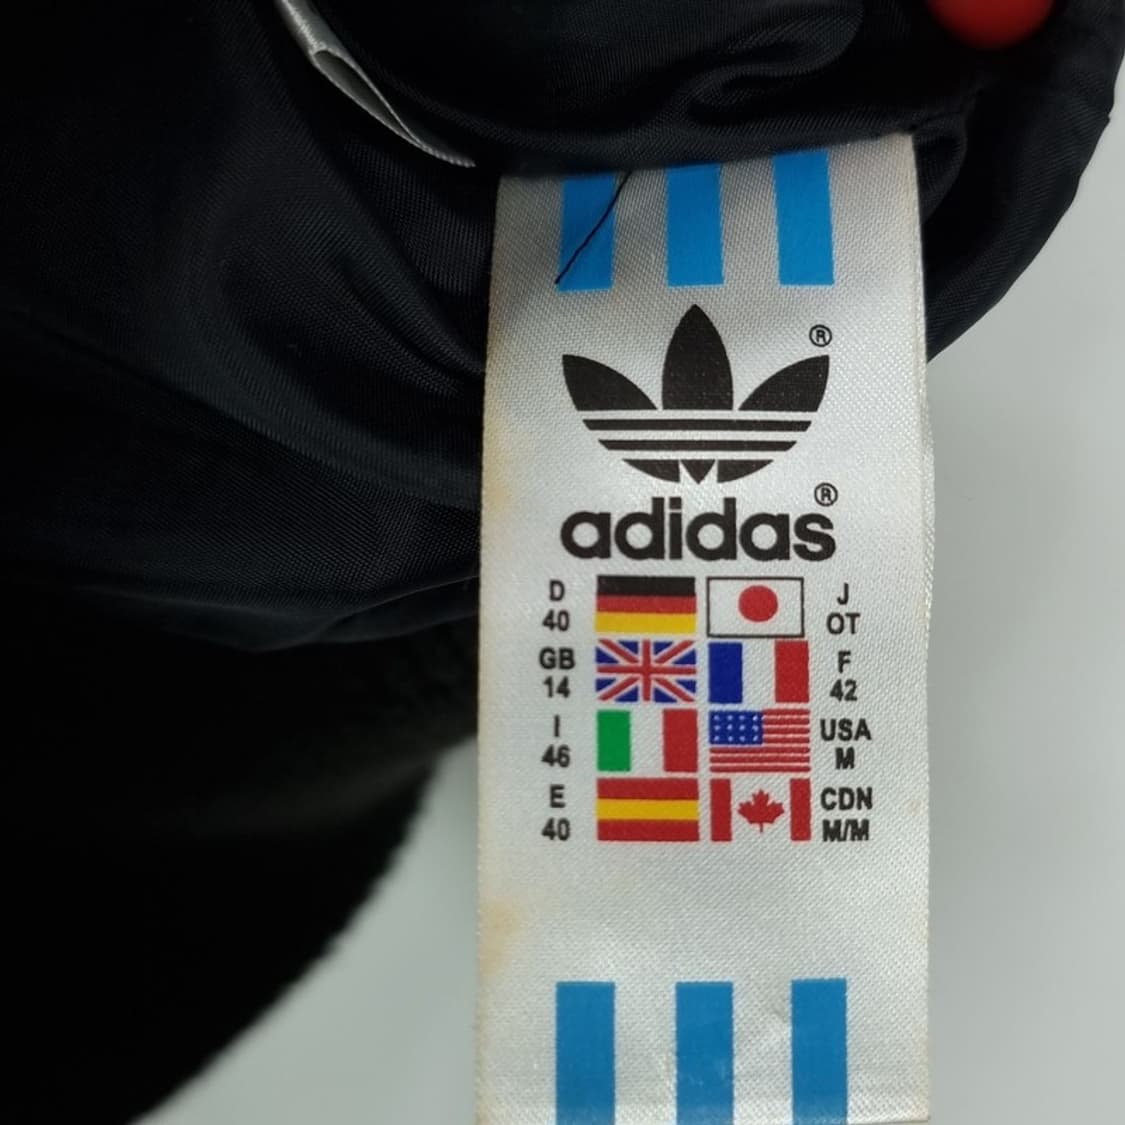 ®
adidas®
D J
40 OT
GB F
14 42
I USA
46 M
E CDN
40 M/M